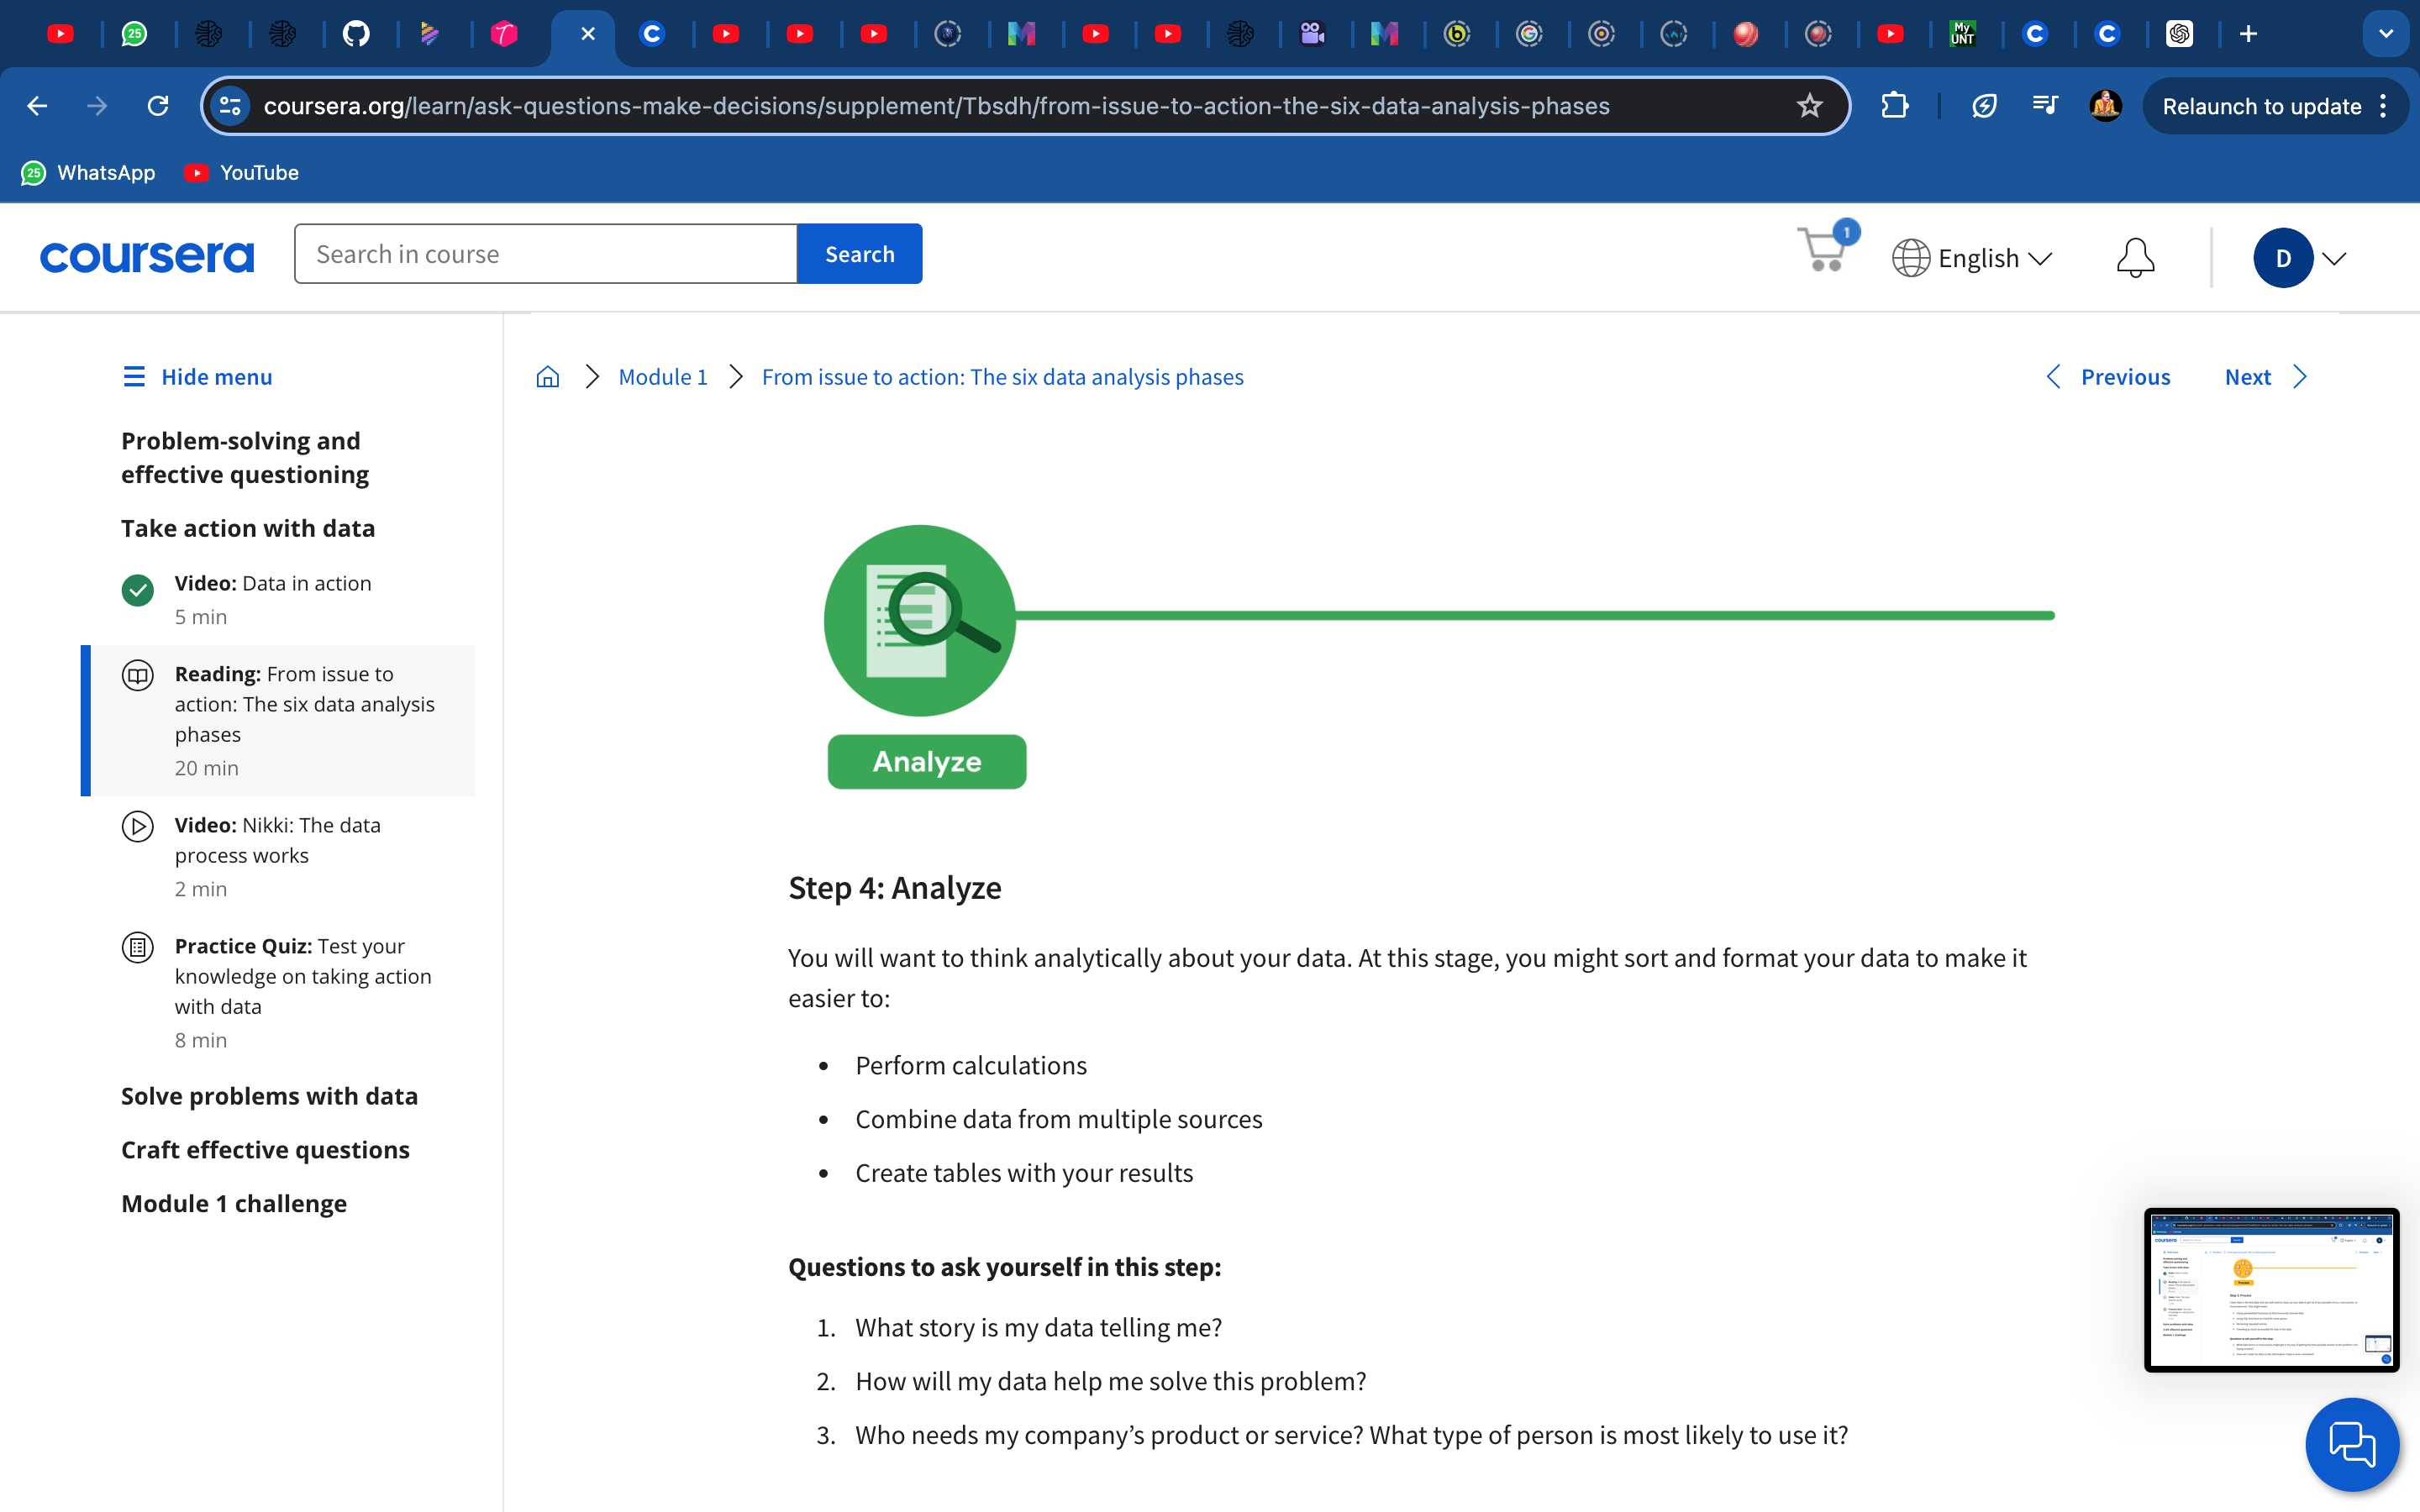 25
My
UNT
coursera.org/learn/ask-questions-make-decisions/supplement/Tbsdh/from-issue-to-action-the-six-data-analysis-phases
Relaunch to update
25 WhatsApp
YouTube
coursera
Search in course
Search
1
English
D
Hide menu
Module 1
From issue to action: The six data analysis phases
Previous
Next
Problem-solving and
effective questioning
Take action with data
Video: Data in action
5 min
Reading: From issue to
action: The six data analysis
phases
20 min
Video: Nikki: The data
process works
2 min
Practice Quiz: Test your
knowledge on taking action
with data
8 min
Solve problems with data
Craft effective questions
Module 1 challenge
Analyze
Step 4: Analyze
You will want to think analytically about your data. At this stage, you might sort and format your data to make it
easier to:
• Perform calculations
• Combine data from multiple sources
• Create tables with your results
Questions to ask yourself in this step:
1. What story is my data telling me?
2. How will my data help me solve this problem?
3. Who needs my company’s product or service? What type of person is most likely to use it?
coursera